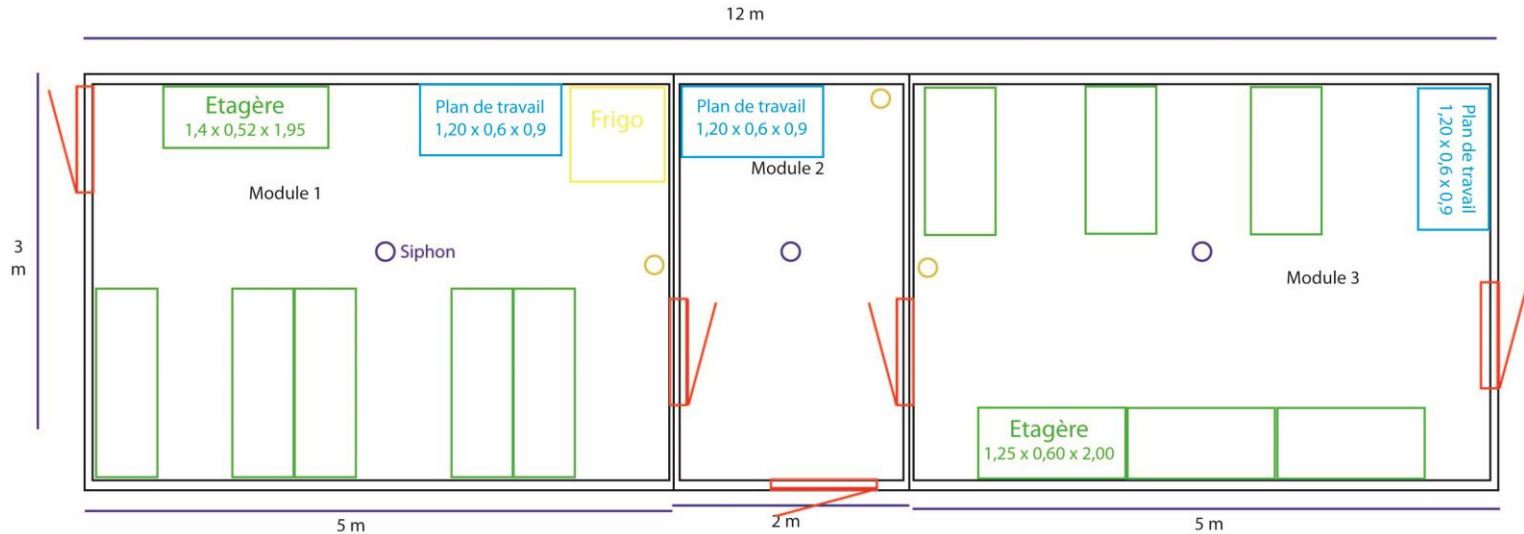 12 m
Etagère
1,4 x 0,52 x 1,95
Plan de travail
1,20 x 0,6 x 0,9
Frigo
Plan de travail
1,20 x 0,6 x 0,9
Plan de travail
1,20 x 0,6 x 0,9
Module 1
Module 2
3
m
Siphon
Module 3
Etagère
1,25 x 0,60 x 2,00
5 m
2 m
5 m